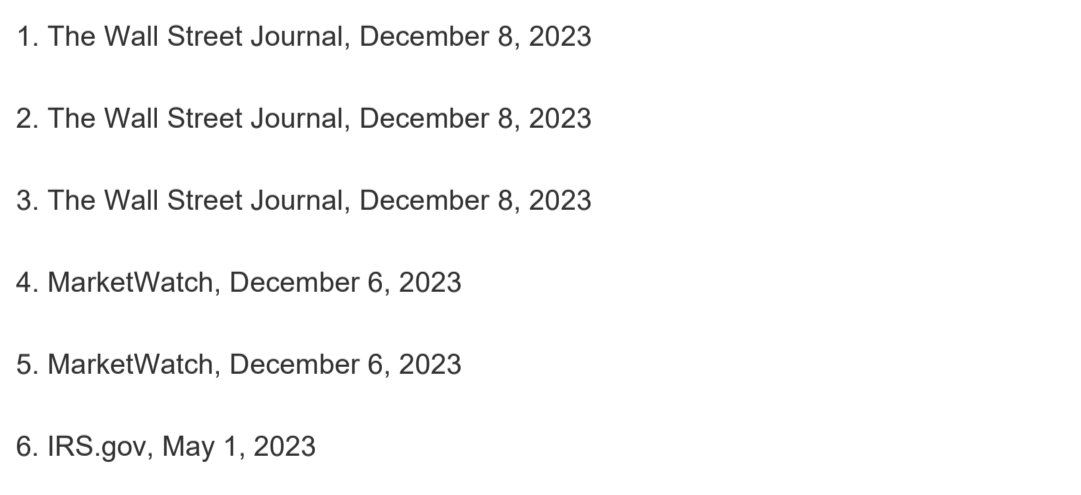 1. The Wall Street Journal, December 8, 2023
2. The Wall Street Journal, December 8, 2023
3. The Wall Street Journal, December 8, 2023
4. MarketWatch, December 6, 2023
5. MarketWatch, December 6, 2023
6. IRS.gov, May 1, 2023